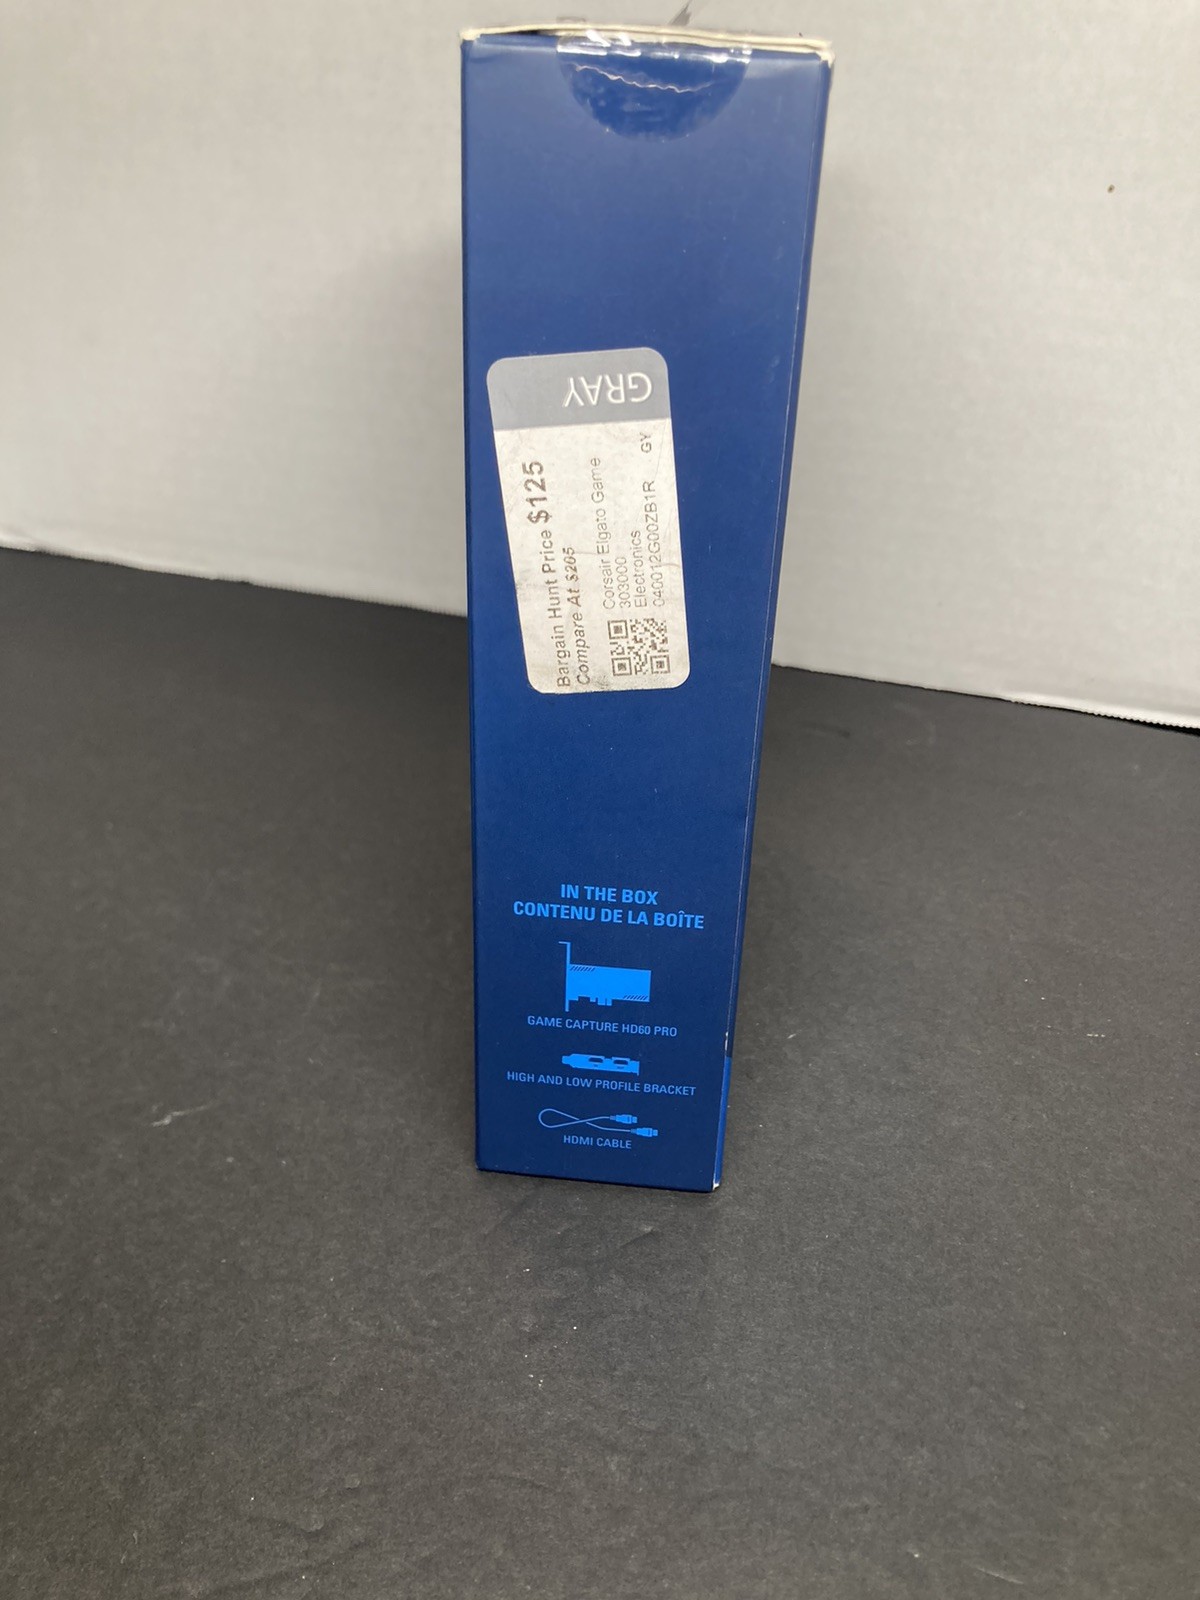 GRAY
Bargain Hunt Price $125
Compare At $205
Corsair Elgato Game
303000
Electronics
040012G00ZB1R GY
IN THE BOX
CONTENU DE LA BOÎTE
GAME CAPTURE HD60 PRO
HIGH AND LOW PROFILE BRACKET
HDMI CABLE